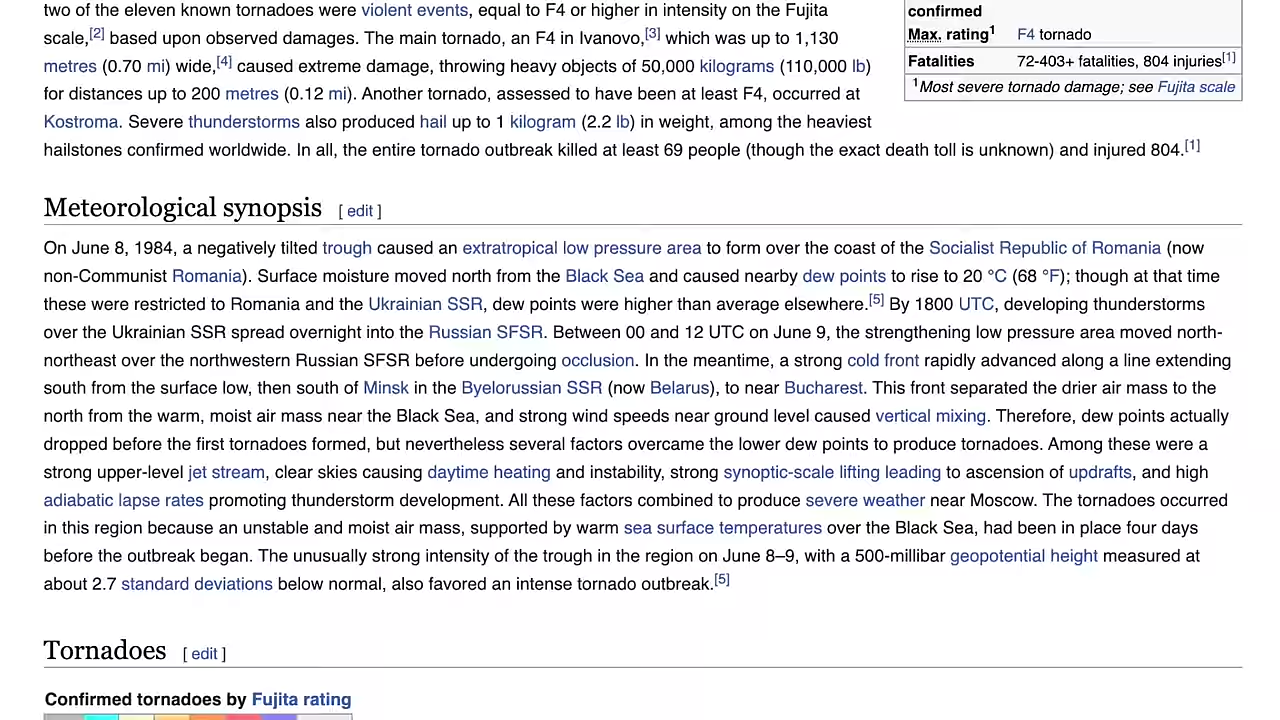 two of the eleven known tornadoes were violent events, equal to F4 or higher in intensity on the Fujita
scale,[2] based upon observed damages. The main tornado, an F4 in Ivanovo,[3] which was up to 1,130
metres (0.70 mi) wide,[4] caused extreme damage, throwing heavy objects of 50,000 kilograms (110,000 lb)
for distances up to 200 metres (0.12 mi). Another tornado, assessed to have been at least F4, occurred at
Kostroma. Severe thunderstorms also produced hail up to 1 kilogram (2.2 lb) in weight, among the heaviest
hailstones confirmed worldwide. In all, the entire tornado outbreak killed at least 69 people (though the exact death toll is unknown) and injured 804.[1]
confirmed
Max. rating1 F4 tornado
Fatalities 72-403+ fatalities, 804 injuries[1]
1Most severe tornado damage; see Fujita scale
Meteorological synopsis [ edit ]
On June 8, 1984, a negatively tilted trough caused an extratropical low pressure area to form over the coast of the Socialist Republic of Romania (now
non-Communist Romania). Surface moisture moved north from the Black Sea and caused nearby dew points to rise to 20 °C (68 °F); though at that time
these were restricted to Romania and the Ukrainian SSR, dew points were higher than average elsewhere.[5] By 1800 UTC, developing thunderstorms
over the Ukrainian SSR spread overnight into the Russian SFSR. Between 00 and 12 UTC on June 9, the strengthening low pressure area moved north-
northeast over the northwestern Russian SFSR before undergoing occlusion. In the meantime, a strong cold front rapidly advanced along a line extending
south from the surface low, then south of Minsk in the Byelorussian SSR (now Belarus), to near Bucharest. This front separated the drier air mass to the
north from the warm, moist air mass near the Black Sea, and strong wind speeds near ground level caused vertical mixing. Therefore, dew points actually
dropped before the first tornadoes formed, but nevertheless several factors overcame the lower dew points to produce tornadoes. Among these were a
strong upper-level jet stream, clear skies causing daytime heating and instability, strong synoptic-scale lifting leading to ascension of updrafts, and high
adiabatic lapse rates promoting thunderstorm development. All these factors combined to produce severe weather near Moscow. The tornadoes occurred
in this region because an unstable and moist air mass, supported by warm sea surface temperatures over the Black Sea, had been in place four days
before the outbreak began. The unusually strong intensity of the trough in the region on June 8–9, with a 500-millibar geopotential height measured at
about 2.7 standard deviations below normal, also favored an intense tornado outbreak.[5]
Tornadoes [ edit ]
Confirmed tornadoes by Fujita rating